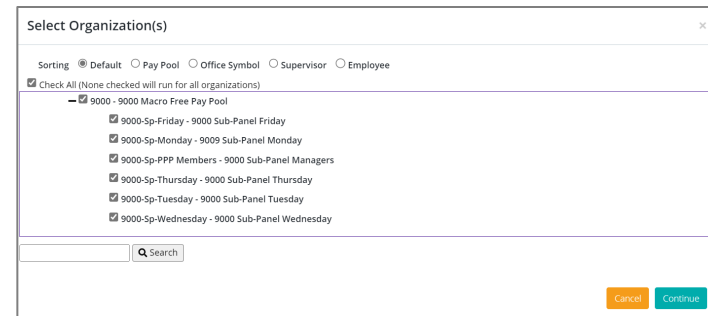 Select Organization(s) ×
Sorting Default Pay Pool Office Symbol Supervisor Employee
Check All (None checked will run for all organizations)
9000 - 9000 Macro Free Pay Pool
9000-Sp-Friday - 9000 Sub-Panel Friday
9000-Sp-Monday - 9009 Sub-Panel Monday
9000-Sp-PPP Members - 9000 Sub-Panel Managers
9000-Sp-Thursday - 9000 Sub-Panel Thursday
9000-Sp-Tuesday - 9000 Sub-Panel Tuesday
9000-Sp-Wednesday - 9000 Sub-Panel Wednesday
Search
Cancel Continue